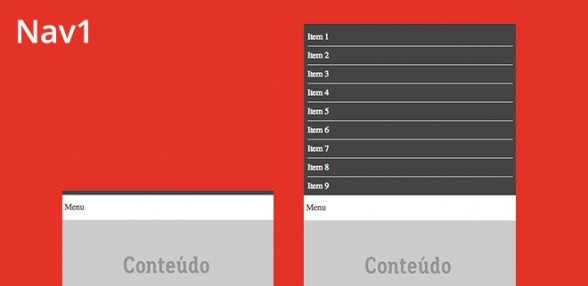 Nav1
Menu
Conteúdo
Item 1
Item 2
Item 3
Item 4
Item 5
Item 6
Item 7
Item 8
Item 9
Menu
Conteúdo